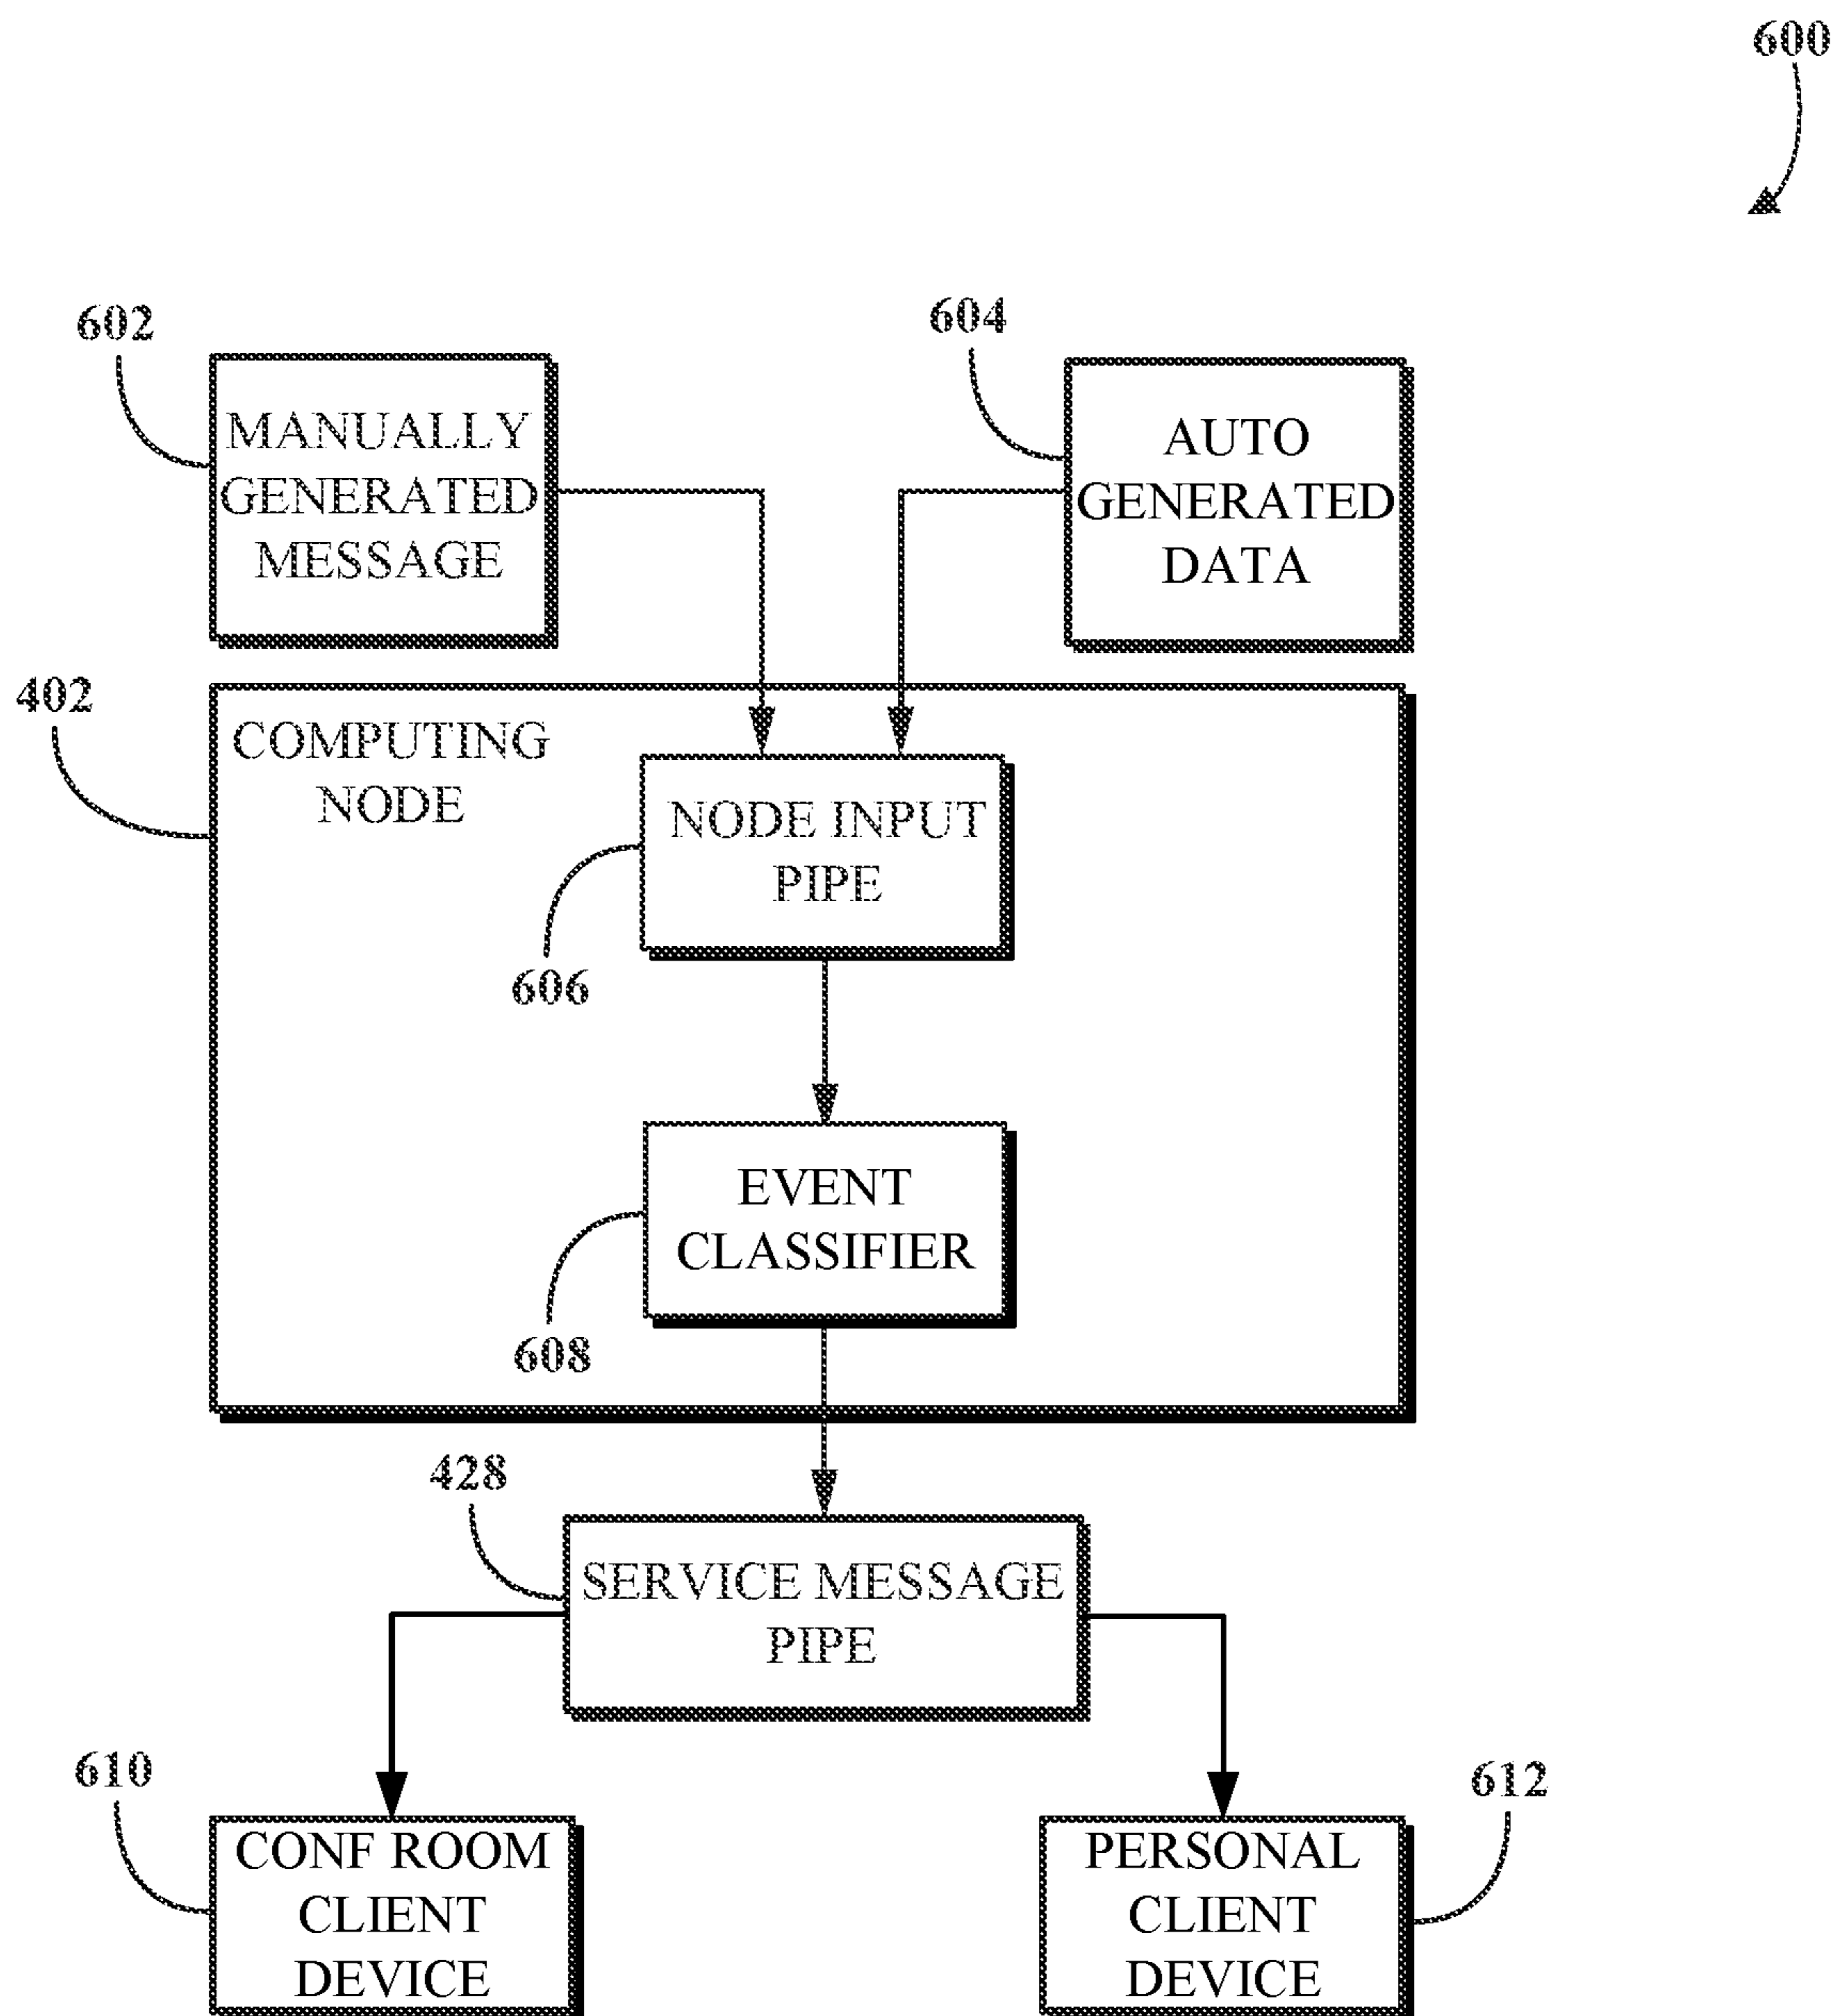 600
602
604
MANUALLY
GENERATED
MESSAGE
AUTO
GENERATED
DATA
402
COMPUTING
NODE
NODE INPUT
PIPE
606
EVENT
CLASSIFIER
608
428
SERVICE MESSAGE
PIPE
610
612
CONF ROOM
CLIENT
DEVICE
PERSONAL
CLIENT
DEVICE